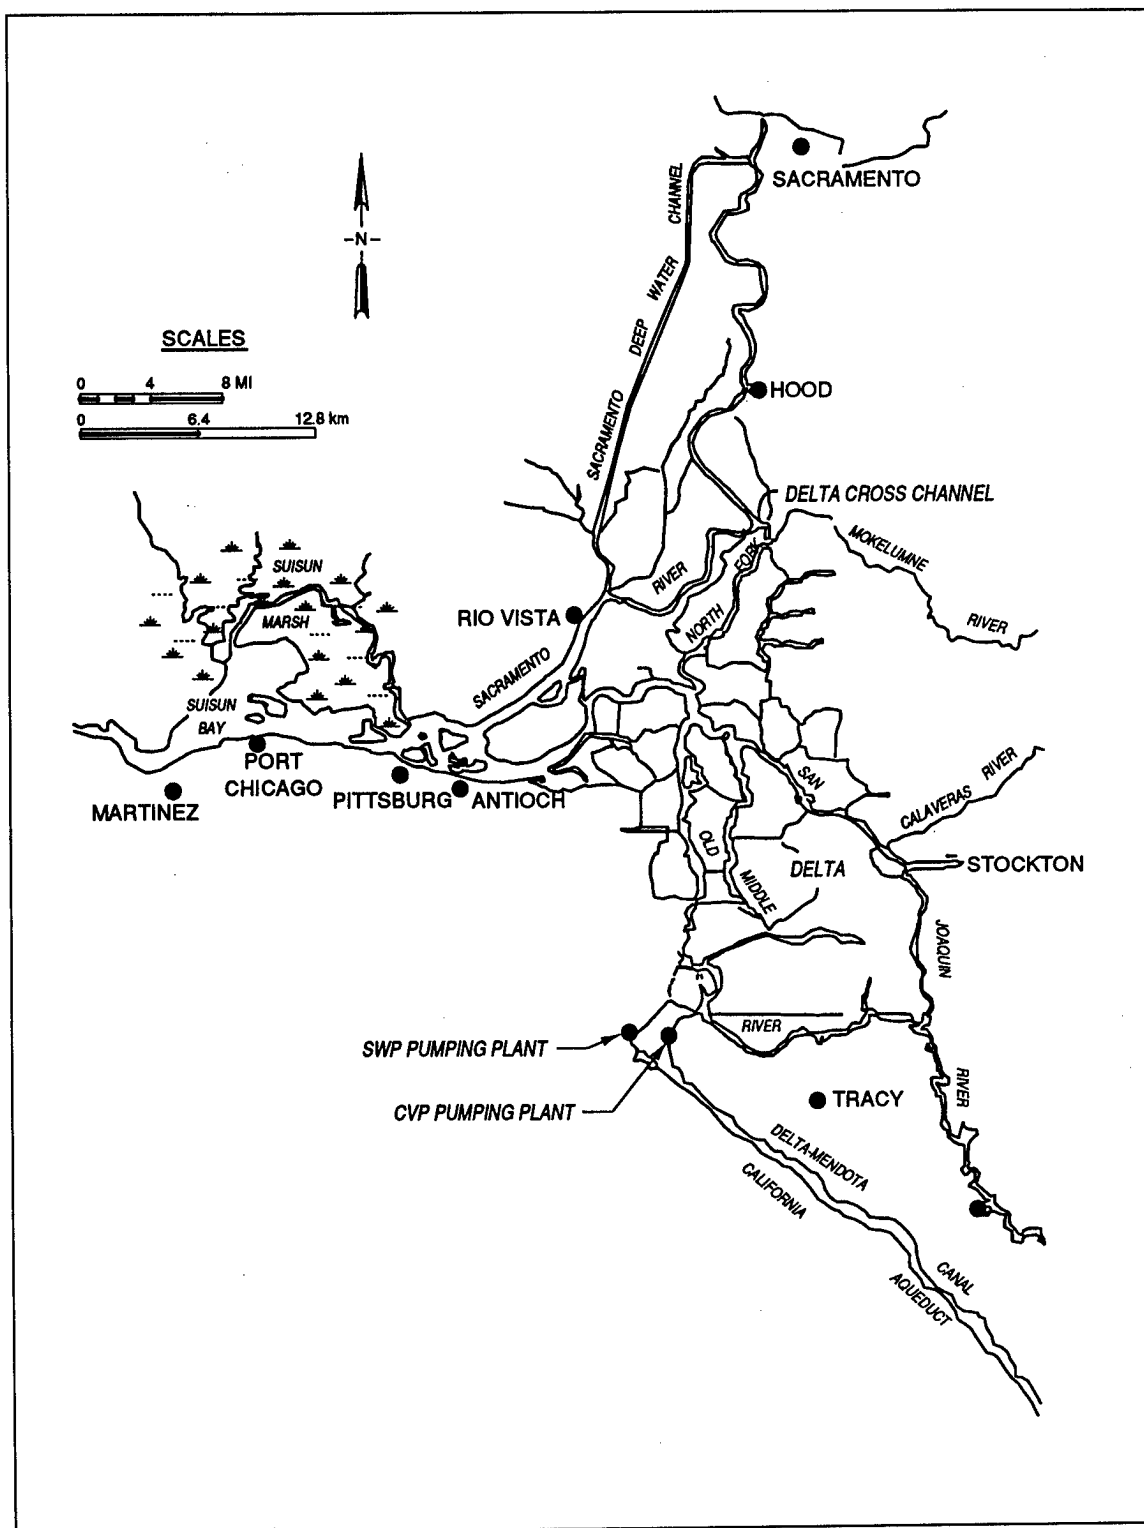 SACRAMENTO
CHANNEL
WATER
DEEP
SACRAMENTO
-N-
SCALES
0 4 8 MI
0 6.4 12.8 km
HOOD
DELTA CROSS CHANNEL
MOKELUMNE
RIVER
FORK
NORTH
RIVER
SACRAMENTO
RIO VISTA
SUISUN
MARSH
SUISUN
BAY
PORT
CHICAGO
MARTINEZ
PITTSBURG
ANTIOCH
SAN
JOAQUIN
RIVER
CALAVERAS
RIVER
OLD
MIDDLE
DELTA
STOCKTON
RIVER
SWP PUMPING PLANT
CVP PUMPING PLANT
TRACY
DELTA-MENDOTA
CANAL
CALIFORNIA
AQUEDUCT